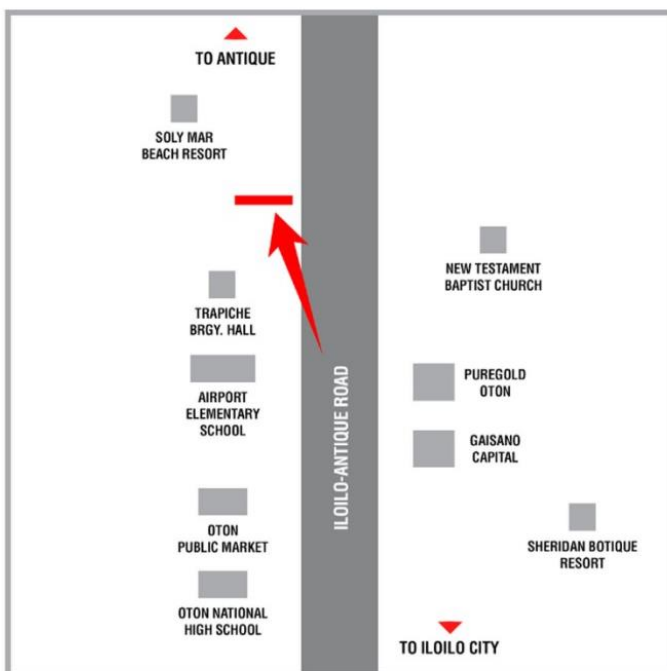 TO ANTIQUE
SOLY MAR
BEACH RESORT
NEW TESTAMENT
BAPTIST CHURCH
TRAPICHE
BRGY. HALL
PUREGOLD
OTON
AIRPORT
ELEMENTARY
SCHOOL
ILOILO-ANTIQUE ROAD
GAISANO
CAPITAL
OTON
PUBLIC MARKET
SHERIDAN BOTIQUE
RESORT
OTON NATIONAL
HIGH SCHOOL
TO ILOILO CITY